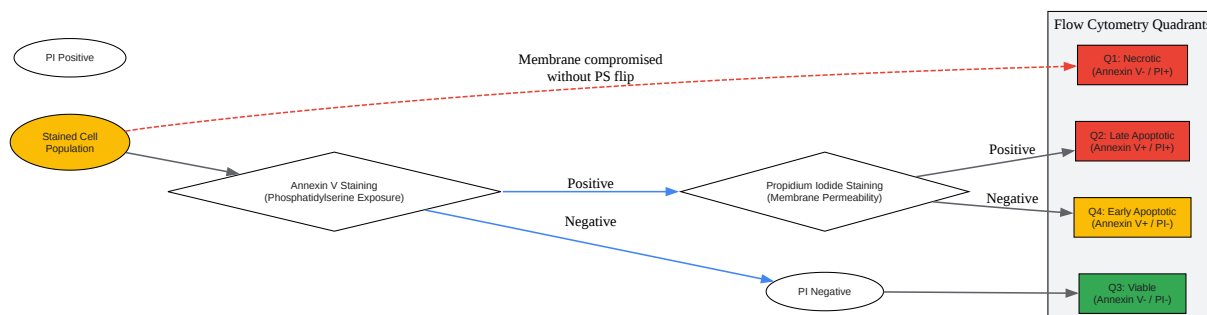 Flow Cytometry Quadrants
PI Positive
Membrane compromised
without PS flip
Q1: Necrotic
(Annexin V- / PI+)
Stained Cell
Population
Q2: Late Apoptotic
(Annexin V+ / PI+)
Positive
Annexin V Staining
(Phosphatidylserine Exposure)
Positive
Propidium Iodide Staining
(Membrane Permeability)
Negative
Q4: Early Apoptotic
(Annexin V+ / PI-)
Negative
PI Negative
Q3: Viable
(Annexin V- / PI-)